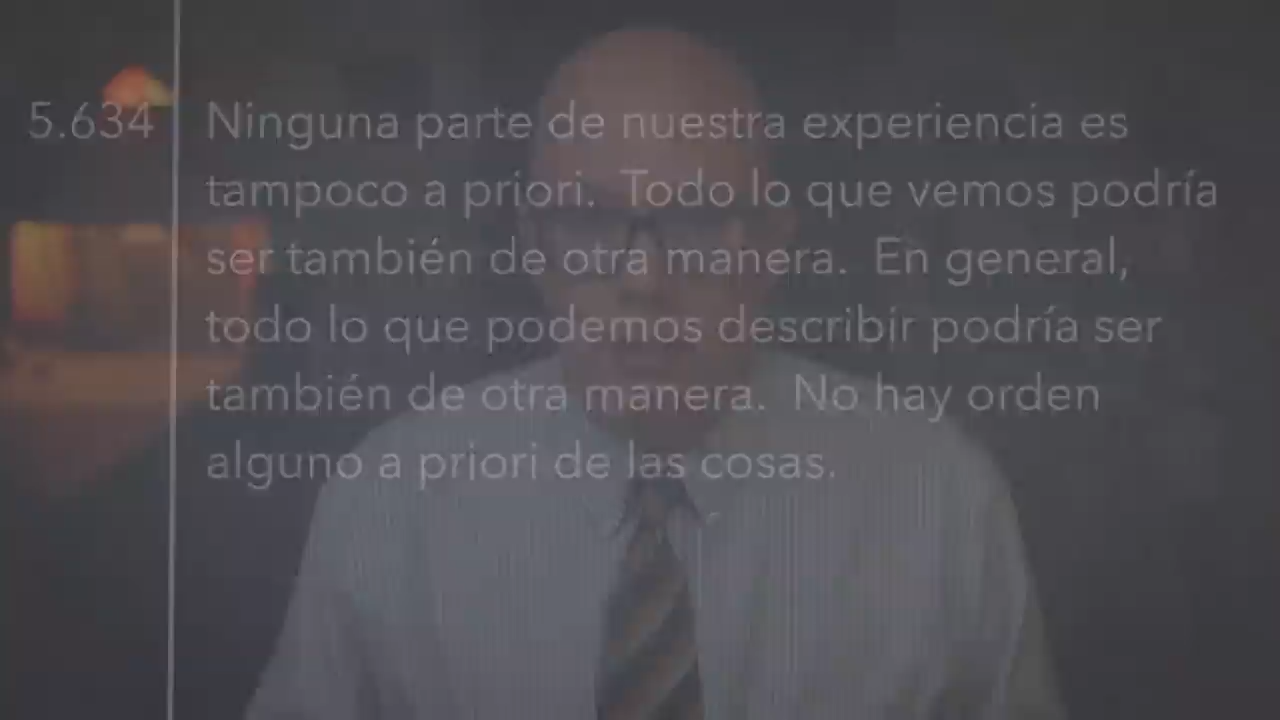 5.634 Ninguna parte de nuestra experiencia es
tampoco a priori. Todo lo que vemos podría
ser también de otra manera. En general,
todo lo que podemos describir podría ser
también de otra manera. No hay orden
alguno a priori de las cosas.